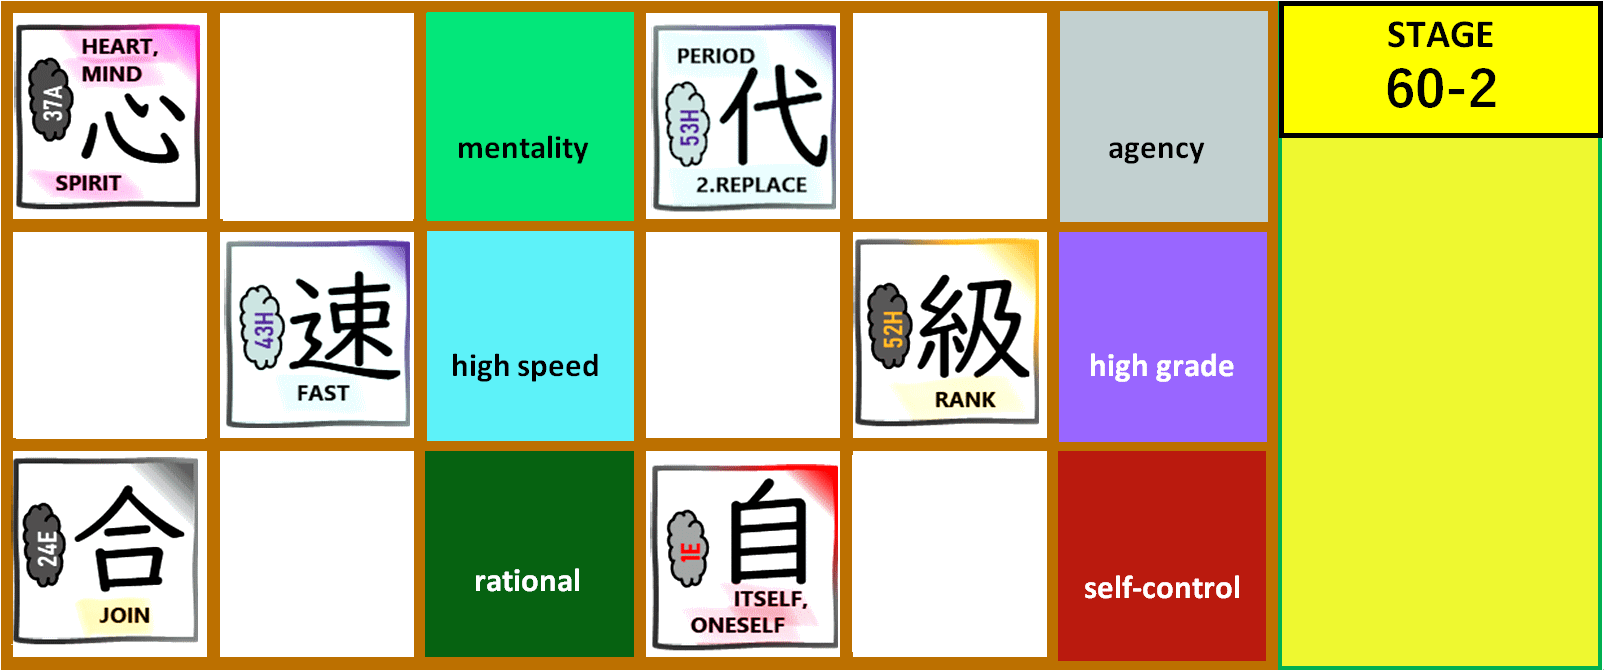 HEART,
MIND
37A
心
SPIRIT
mentality
PERIOD
53H
代
2.REPLACE
agency
STAGE
60-2
43H
速
FAST
high speed
52H
級
RANK
high grade
24E
合
JOIN
rational
1E
自
ITSELF,
ONESELF
self-control